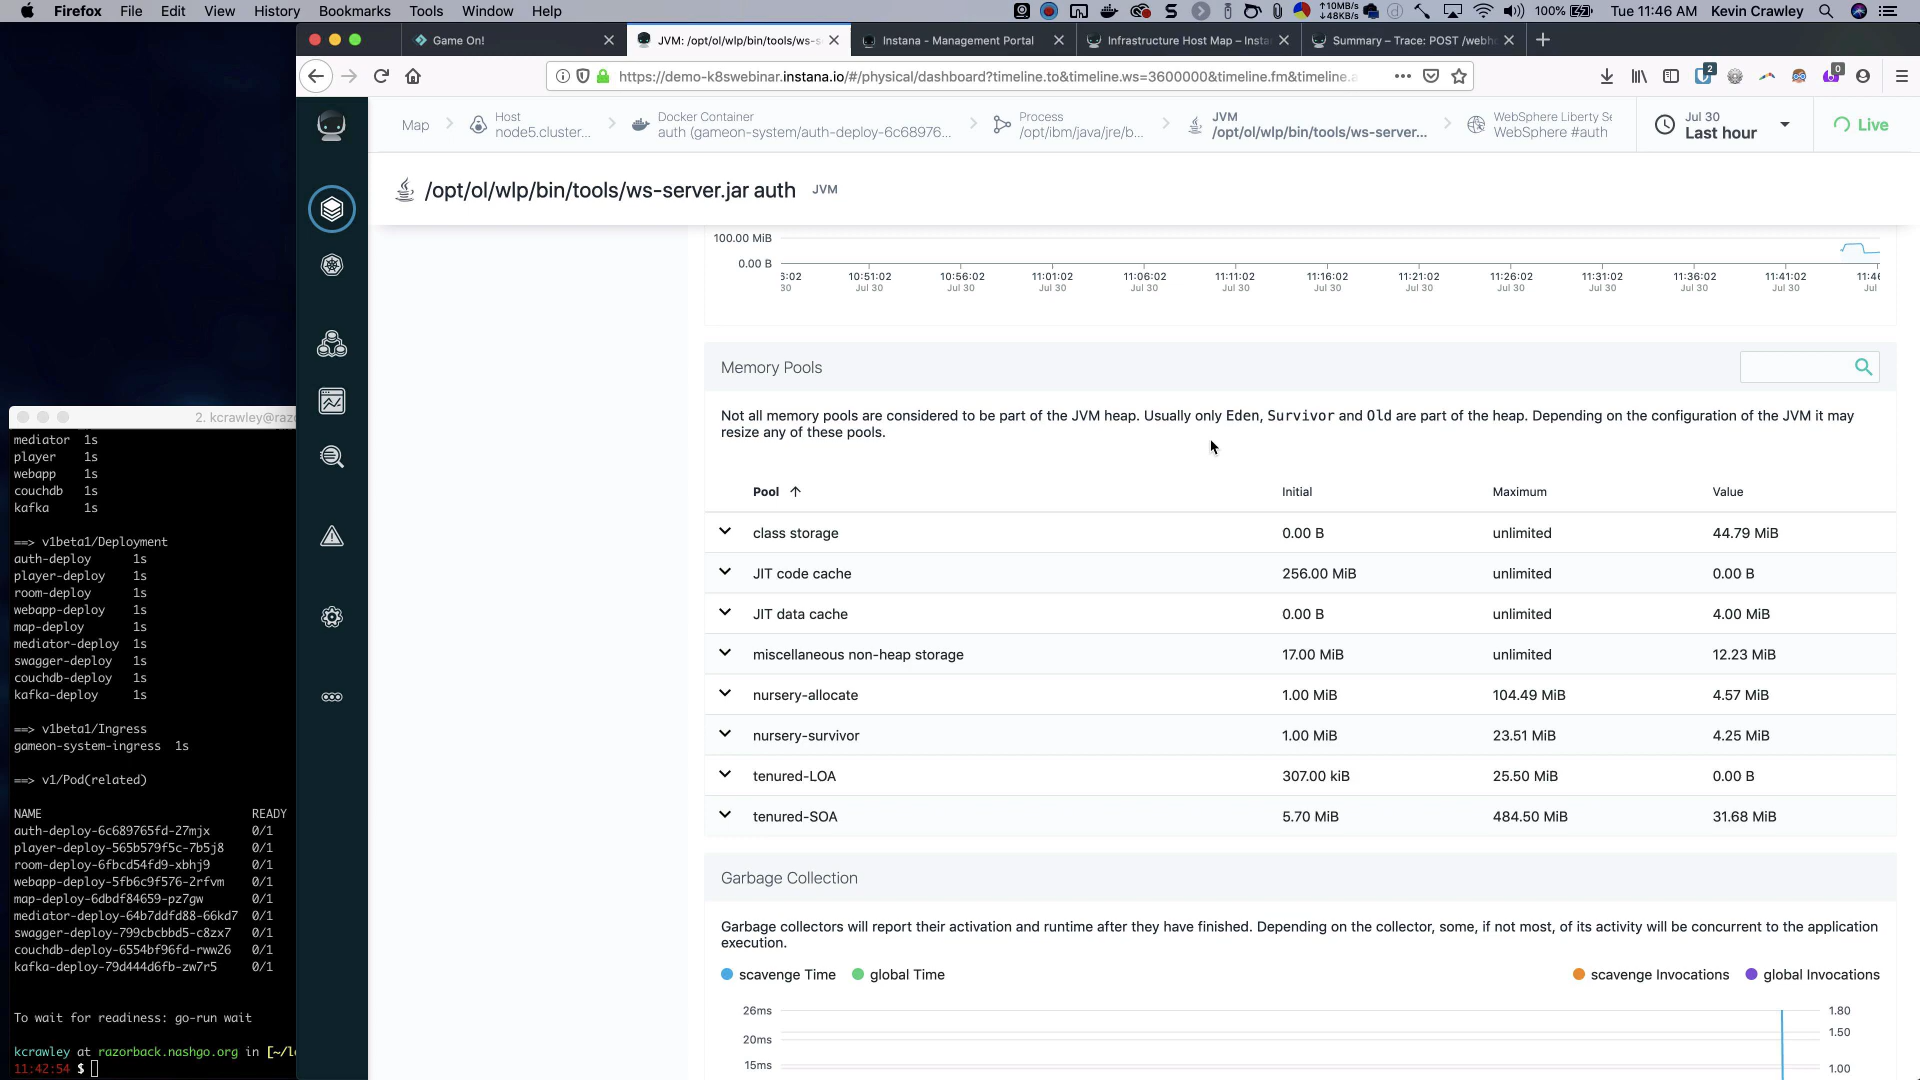 Firefox File Edit View History Bookmarks Tools Window Help
↑10MB/s
↓48KB/s
100% Tue 11:46 AM Kevin Crawley
Game On!
JVM: /opt/ol/wlp/bin/tools/ws-s
Instana - Management Portal
Infrastructure Host Map – Insta
Summary – Trace: POST /webh
https://demo-k8swebinar.instana.io/#/physical/dashboard?timeline.to&timeline.ws=3600000&timeline.fm&timeline.a
2
0
Map
Host
node5.cluster...
Docker Container
auth (gameon-system/auth-deploy-6c68976...
Process
/opt/ibm/java/jre/b...
JVM
/opt/ol/wlp/bin/tools/ws-server...
WebSphere Liberty Se
WebSphere #auth
Jul 30
Last hour
Live
/opt/ol/wlp/bin/tools/ws-server.jar auth JVM
100.00 MiB
0.00 B
10:51:02 10:56:02 11:01:02 11:06:02 11:11:02 11:16:02 11:21:02 11:26:02 11:31:02 11:36:02 11:41:02 11:46
30 Jul 30 Jul 30 Jul 30 Jul 30 Jul 30 Jul 30 Jul 30 Jul 30 Jul 30 Jul 30 Jul 30 Jul
Memory Pools
Not all memory pools are considered to be part of the JVM heap. Usually only Eden, Survivor and Old are part of the heap. Depending on the configuration of the JVM it may
resize any of these pools.
Pool ↑ Initial Maximum Value
class storage 0.00 B unlimited 44.79 MiB
JIT code cache 256.00 MiB unlimited 0.00 B
JIT data cache 0.00 B unlimited 4.00 MiB
miscellaneous non-heap storage 17.00 MiB unlimited 12.23 MiB
nursery-allocate 1.00 MiB 104.49 MiB 4.57 MiB
nursery-survivor 1.00 MiB 23.51 MiB 4.25 MiB
tenured-LOA 307.00 kiB 25.50 MiB 0.00 B
tenured-SOA 5.70 MiB 484.50 MiB 31.68 MiB
Garbage Collection
Garbage collectors will report their activation and runtime after they have finished. Depending on the collector, some, if not most, of its activity will be concurrent to the application
execution.
scavenge Time global Time scavenge Invocations global Invocations
26ms 1.80
20ms 1.50
15ms 1.00
2. kcrawley@razo
mediator 1s
player 1s
webapp 1s
couchdb 1s
kafka 1s
==> v1beta1/Deployment
auth-deploy 1s
player-deploy 1s
room-deploy 1s
webapp-deploy 1s
map-deploy 1s
mediator-deploy 1s
swagger-deploy 1s
couchdb-deploy 1s
kafka-deploy 1s
==> v1beta1/Ingress
gameon-system-ingress 1s
==> v1/Pod(related)
NAME READY
auth-deploy-6c689765fd-27mjx 0/1
player-deploy-565b579f5c-7b5j8 0/1
room-deploy-6fbcd54fd9-xbhj9 0/1
webapp-deploy-5fb6c9f576-2rfvm 0/1
map-deploy-6dbdf84659-pz7gw 0/1
mediator-deploy-64b7ddfd88-66kd7 0/1
swagger-deploy-799cbcbbd5-c8zx7 0/1
couchdb-deploy-6554bf96fd-rww26 0/1
kafka-deploy-79d444d6fb-zw7r5 0/1
To wait for readiness: go-run wait
kcrawley at razorback.nashgo.org in [~/l
11:42:54 $